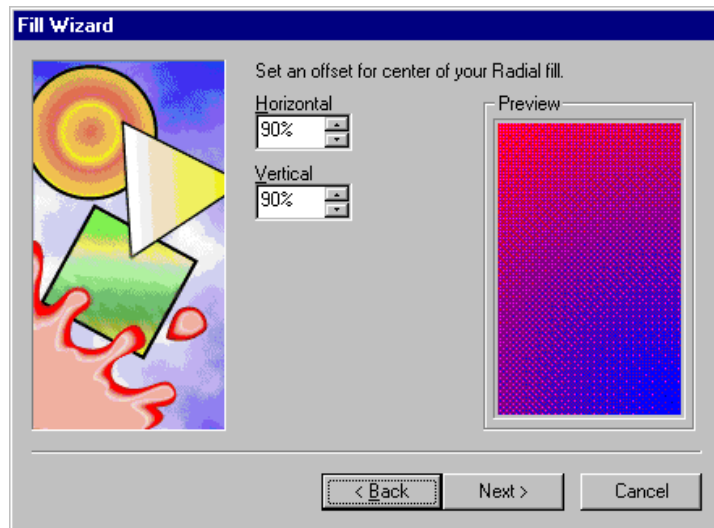 Fill Wizard
Set an offset for center of your Radial fill.
Horizontal
90%
Vertical
90%
Preview
< Back
Next >
Cancel